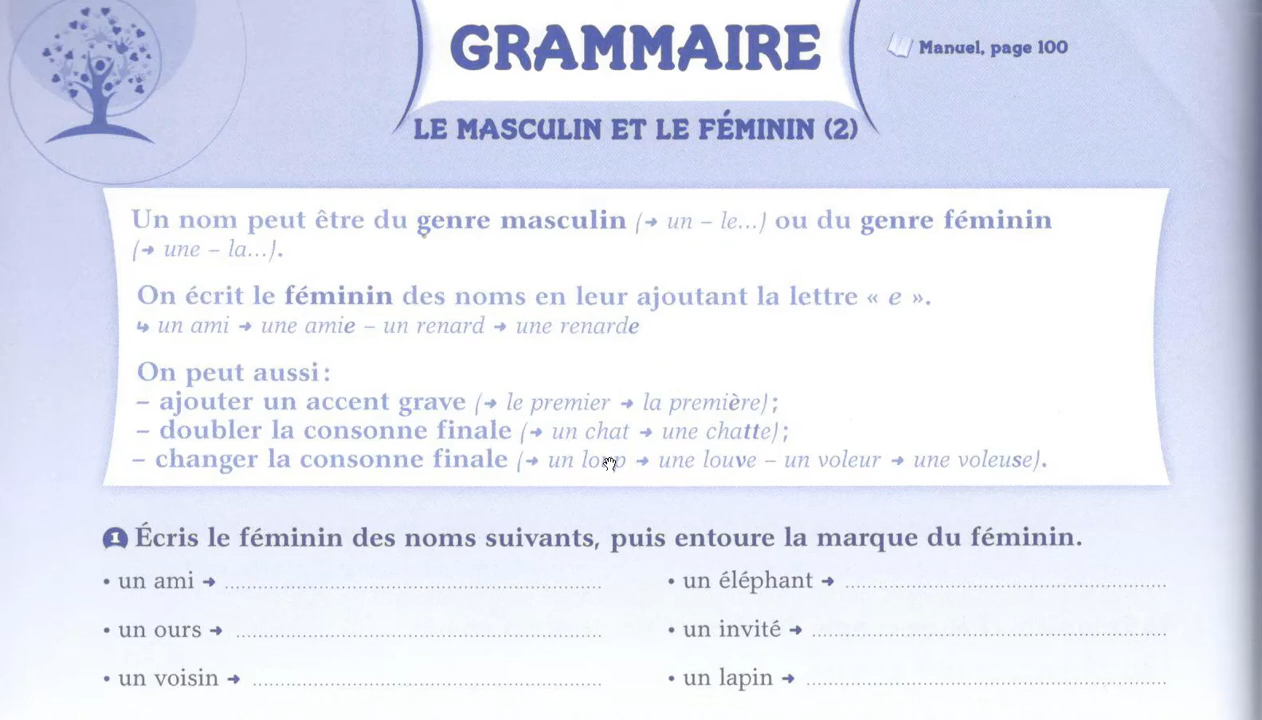 GRAMMAIRE
Manuel, page 100
LE MASCULIN ET LE FÉMININ (2)
Un nom peut être du genre masculin (➜ un – le...) ou du genre féminin
(➜ une – la...).
On écrit le féminin des noms en leur ajoutant la lettre « e ».
↳ un ami ➜ une amie – un renard ➜ une renarde
On peut aussi :
– ajouter un accent grave (➜ le premier ➜ la première) ;
– doubler la consonne finale (➜ un chat ➜ une chatte) ;
– changer la consonne finale (➜ un loup ➜ une louve – un voleur ➜ une voleuse).
1 Écris le féminin des noms suivants, puis entoure la marque du féminin.
• un ami ➜ ........................ • un éléphant ➜ ........................
• un ours ➜ ........................ • un invité ➜ ........................
• un voisin ➜ ........................ • un lapin ➜ ........................